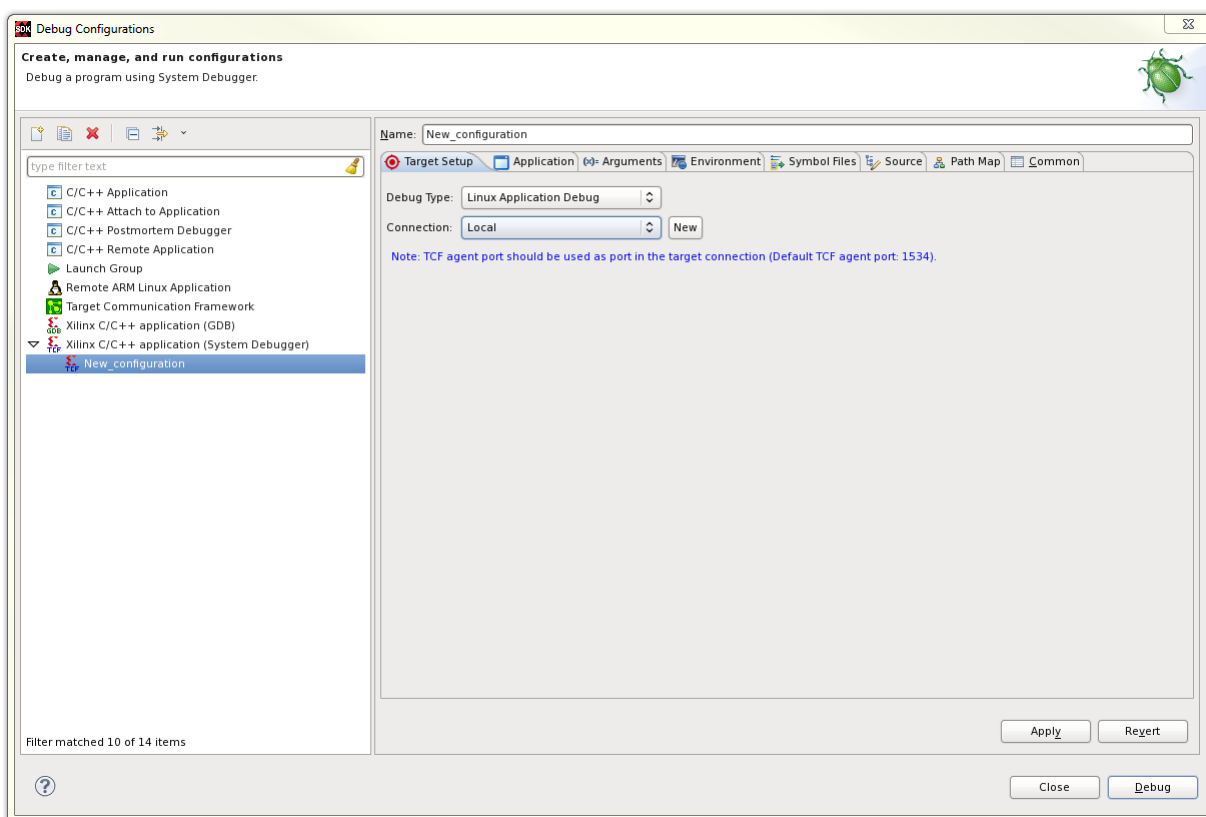 SDK Debug Configurations
Create, manage, and run configurations
Debug a program using System Debugger.
type filter text
C/C++ Application
C/C++ Attach to Application
C/C++ Postmortem Debugger
C/C++ Remote Application
Launch Group
Remote ARM Linux Application
Target Communication Framework
GDB Xilinx C/C++ application (GDB)
TCF Xilinx C/C++ application (System Debugger)
TCF New_configuration
Filter matched 10 of 14 items
Name: New_configuration
Target Setup Application (x)= Arguments Environment Symbol Files Source Path Map Common
Debug Type: Linux Application Debug
Connection: Local New
Note: TCF agent port should be used as port in the target connection (Default TCF agent port: 1534).
Apply Revert
? Close Debug